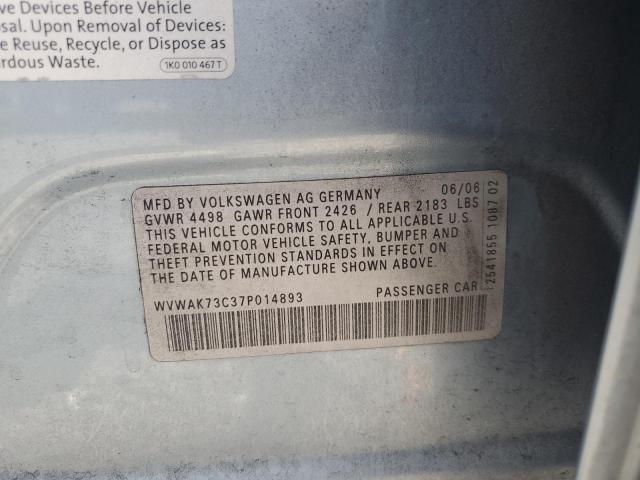 ve Devices Before Vehicle
osal. Upon Removal of Devices:
e Reuse, Recycle, or Dispose as
ardous Waste.
1K0 010 467 T
MFD BY VOLKSWAGEN AG GERMANY 06/06
GVWR 4498 GAWR FRONT 2426 / REAR 2183 LBS
THIS VEHICLE CONFORMS TO ALL APPLICABLE U.S.
FEDERAL MOTOR VEHICLE SAFETY, BUMPER AND
THEFT PREVENTION STANDARDS IN EFFECT ON
THE DATE OF MANUFACTURE SHOWN ABOVE.
WVWAK73C37P014893 PASSENGER CAR
2541855 1087 02